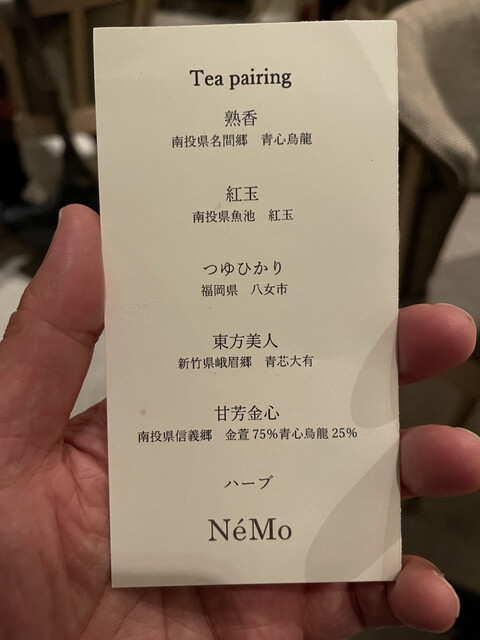 Tea pairing
熟香
南投県名間郷 青心烏龍
紅玉
南投県魚池 紅玉
つゆひかり
福岡県 八女市
東方美人
新竹県峨眉郷 青芯大有
甘芳金心
南投県信義郷 金萱 75%青心烏龍 25%
ハーブ
NéMo